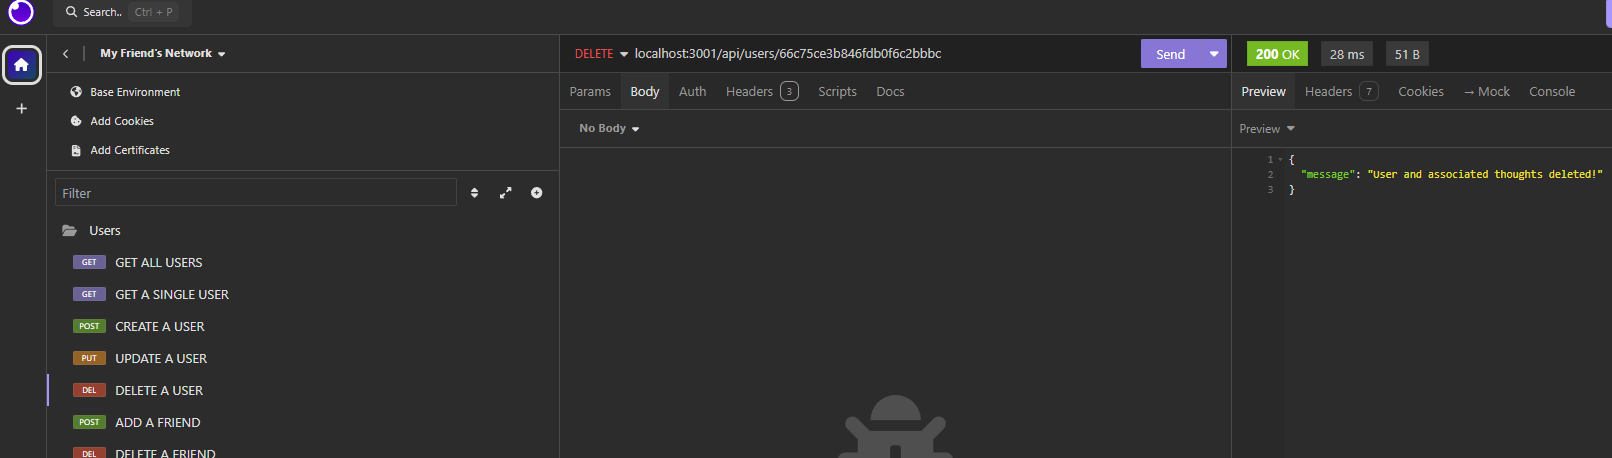 Search.. Ctrl + P
My Friend's Network
Base Environment
Add Cookies
Add Certificates
Filter
Users
GET GET ALL USERS
GET GET A SINGLE USER
POST CREATE A USER
PUT UPDATE A USER
DEL DELETE A USER
POST ADD A FRIEND
DEL DELETE A FRIEND
DELETE localhost:3001/api/users/66c75ce3b846fdb0f6c2bbbc Send
Params Body Auth Headers 3 Scripts Docs
No Body
200 OK 28 ms 51 B
Preview Headers 7 Cookies → Mock Console
Preview
1 {
2 "message": "User and associated thoughts deleted!"
3 }